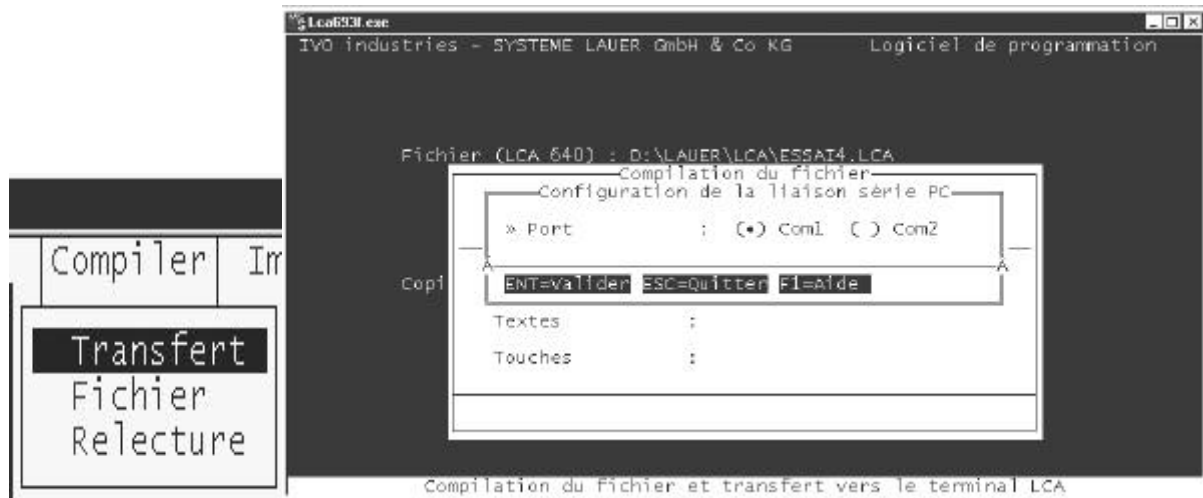 Compiler Im
Transfert
Fichier
Relecture
Lca693f.exe
IVO industries - SYSTEME LAUER GmbH & Co KG Logiciel de programmation
Fichier (LCA 640) : D:\LAUER\LCA\ESSAI4.LCA
Compilation du fichier
Configuration de la liaison série PC
» Port : (•) Com1 ( ) Com2
Copi
ENT=Valider ESC=Quitter F1=Aide
Textes :
Touches :
Compilation du fichier et transfert vers le terminal LCA